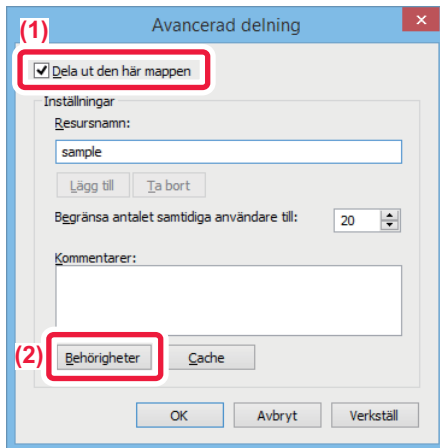 (1)
Avancerad delning
Dela ut den här mappen
Inställningar
Resursnamn:
sample
Lägg till Ta bort
Begränsa antalet samtidiga användare till: 20
Kommentarer:
(2) Behörigheter Cache
OK Avbryt Verkställ